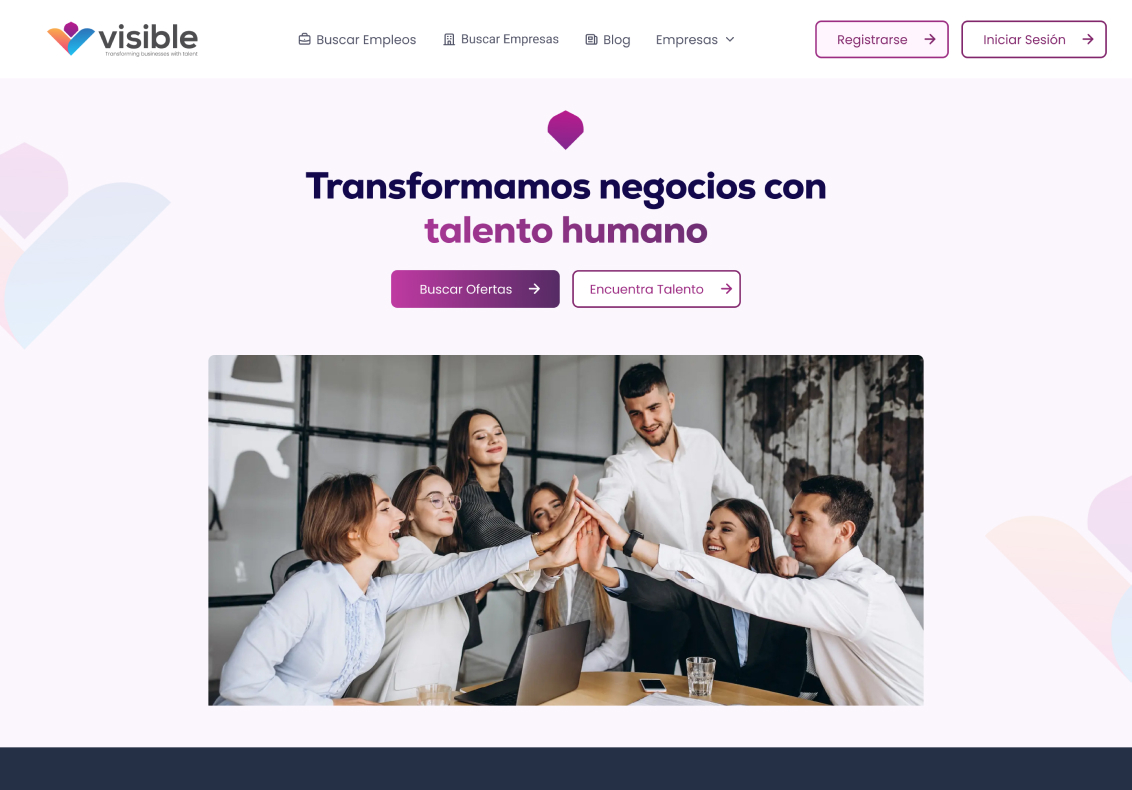 visible
Transforming businesses with talent
Buscar Empleos
Buscar Empresas
Blog
Empresas
Registrarse
Iniciar Sesión
Transformamos negocios con
talento humano
Buscar Ofertas
Encuentra Talento